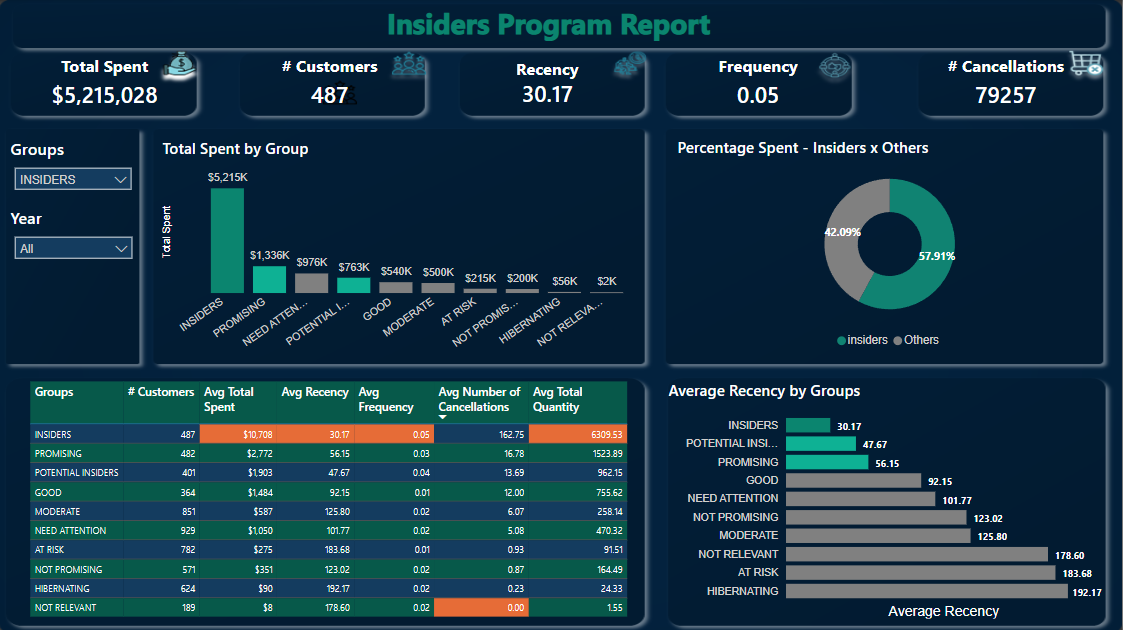 Insiders Program Report
Total Spent
$5,215,028
# Customers
487
Recency
30.17
Frequency
0.05
# Cancellations
79257
Groups
INSIDERS
Year
All
Total Spent by Group
Total Spent
$5,215K
$1,336K
$976K
$763K
$540K
$500K
$215K
$200K
$56K
$2K
INSIDERS
PROMISING
NEED ATTEN...
POTENTIAL I...
GOOD
MODERATE
AT RISK
NOT PROMIS...
HIBERNATING
NOT RELEVA...
Percentage Spent - Insiders x Others
42.09%
57.91%
insiders Others
Groups # Customers Avg Total Spent Avg Recency Avg Frequency Avg Number of Cancellations Avg Total Quantity
INSIDERS 487 $10,708 30.17 0.05 162.75 6309.53
PROMISING 482 $2,772 56.15 0.03 16.78 1523.89
POTENTIAL INSIDERS 401 $1,903 47.67 0.04 13.69 962.15
GOOD 364 $1,484 92.15 0.01 12.00 755.62
MODERATE 851 $587 125.80 0.02 6.07 258.14
NEED ATTENTION 929 $1,050 101.77 0.02 5.08 470.32
AT RISK 782 $275 183.68 0.01 0.93 91.51
NOT PROMISING 571 $351 123.02 0.02 0.87 164.49
HIBERNATING 624 $90 192.17 0.02 0.23 24.33
NOT RELEVANT 189 $8 178.60 0.02 0.00 1.55
Average Recency by Groups
INSIDERS 30.17
POTENTIAL INSI... 47.67
PROMISING 56.15
GOOD 92.15
NEED ATTENTION 101.77
NOT PROMISING 123.02
MODERATE 125.80
NOT RELEVANT 178.60
AT RISK 183.68
HIBERNATING 192.17
Average Recency